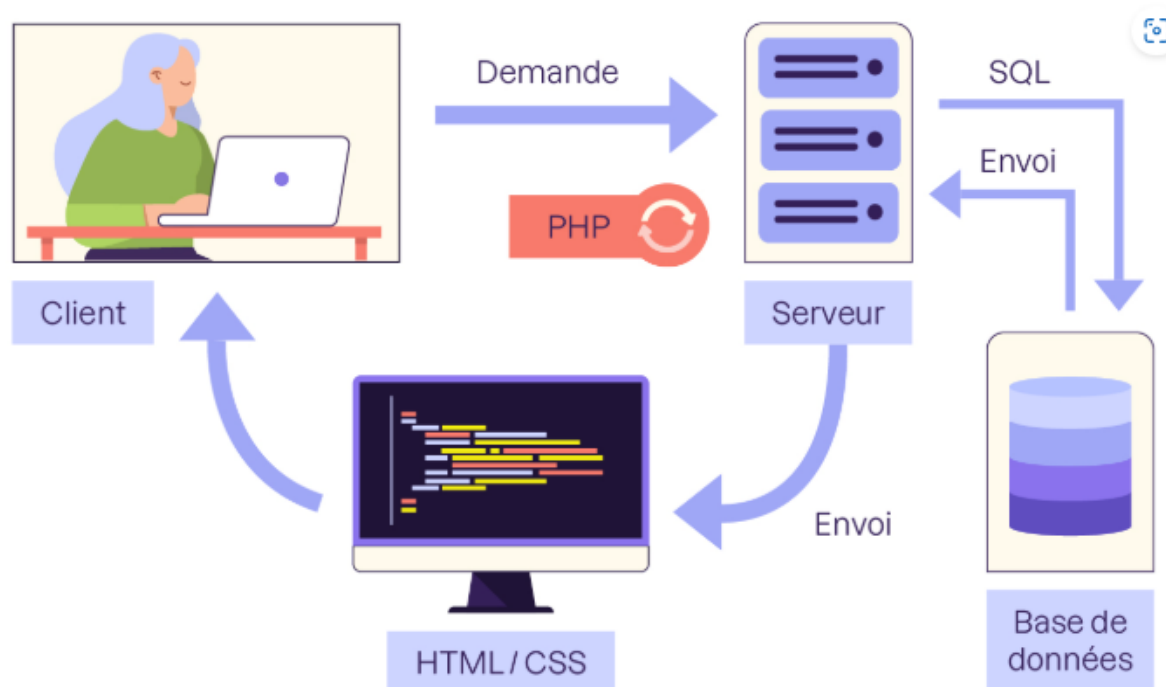 Demande
SQL
Envoi
PHP
Client
Serveur
Envoi
HTML / CSS
Base de
données